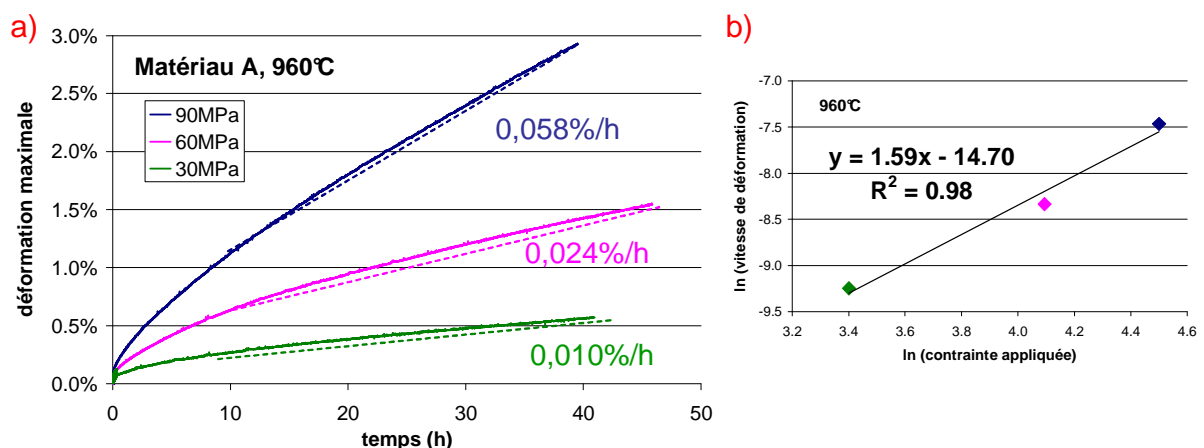 a)
3.0%
2.5%
2.0%
1.5%
1.0%
0.5%
0.0%
déformation maximale
Matériau A, 960°C
90MPa
60MPa
30MPa
0,058%/h
0,024%/h
0,010%/h
0
10
20
30
40
50
temps (h)
b)
-7.0
-7.5
-8.0
-8.5
-9.0
-9.5
ln (vitesse de déformation)
960°C
y = 1.59x - 14.70
R² = 0.98
3.2
3.4
3.6
3.8
4.0
4.2
4.4
4.6
ln (contrainte appliquée)